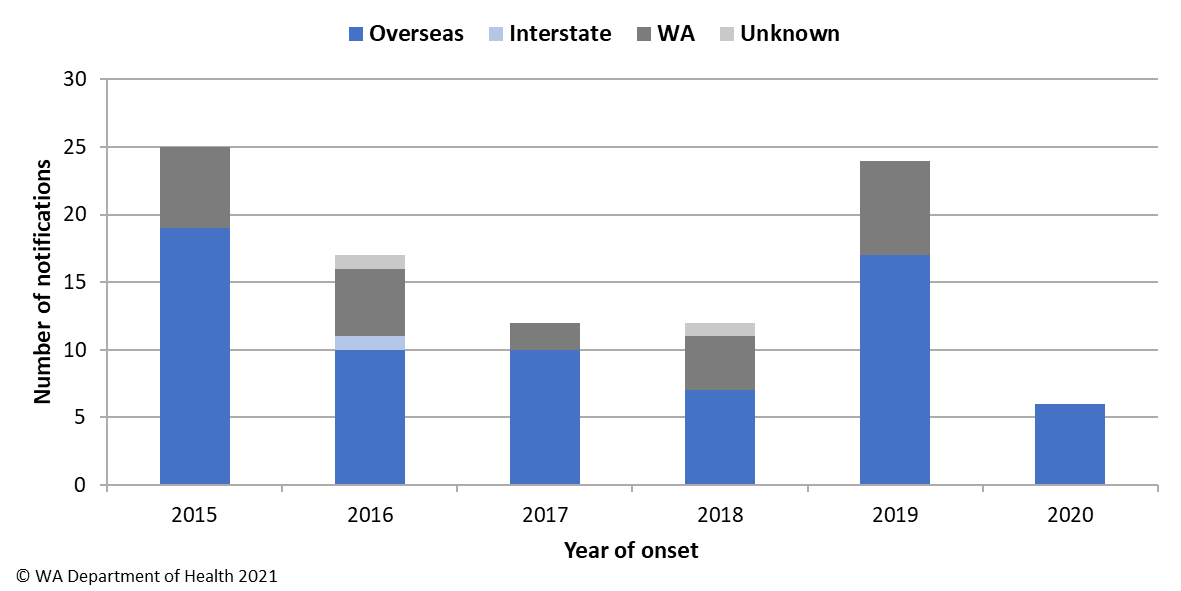 Overseas Interstate WA Unknown
30
25
20
15
10
5
0
Number of notifications
2015 2016 2017 2018 2019 2020
Year of onset
© WA Department of Health 2021